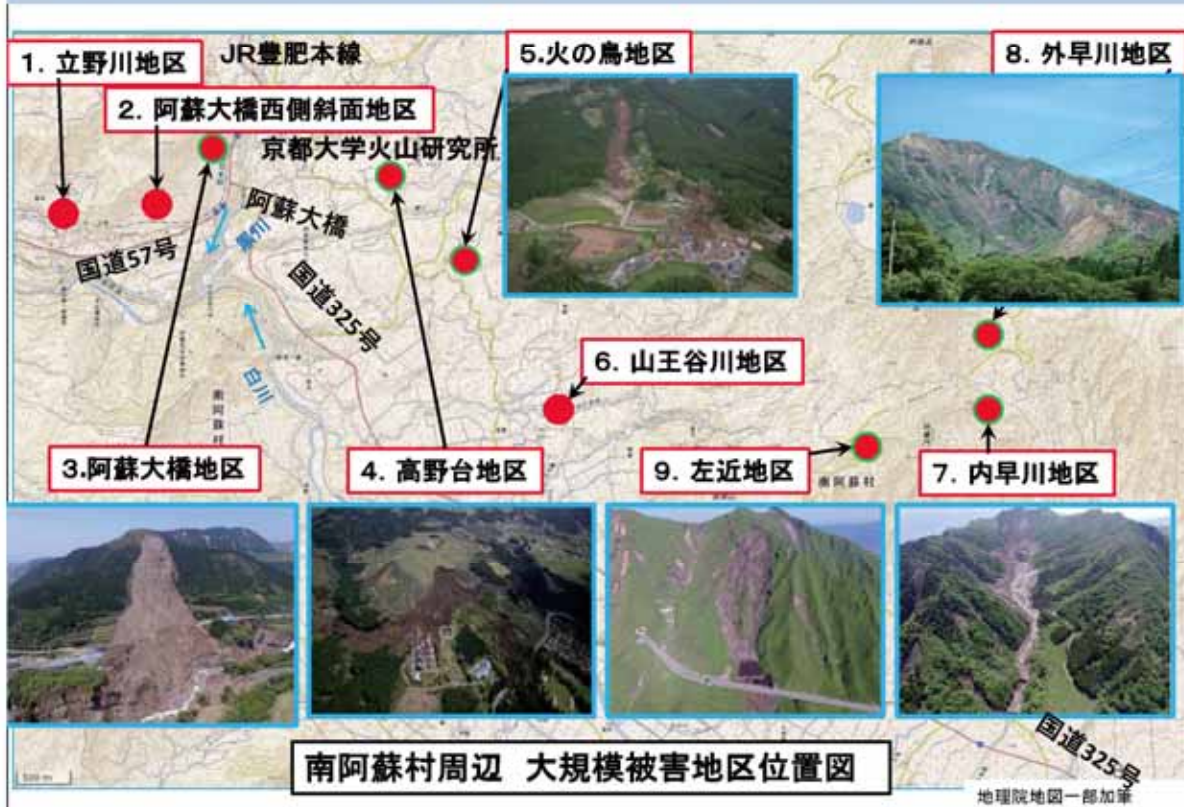 1. 立野川地区
JR豊肥本線
5.火の鳥地区
8. 外早川地区
2. 阿蘇大橋西側斜面地区
京都大学火山研究所
阿蘇大橋
黒川
国道57号
国道325号
白川
南阿蘇村
6. 山王谷川地区
3.阿蘇大橋地区
4. 高野台地区
9. 左近地区
南阿蘇村
7. 内早川地区
国道325号
南阿蘇村周辺 大規模被害地区位置図
500 m
地理院地図一部加筆